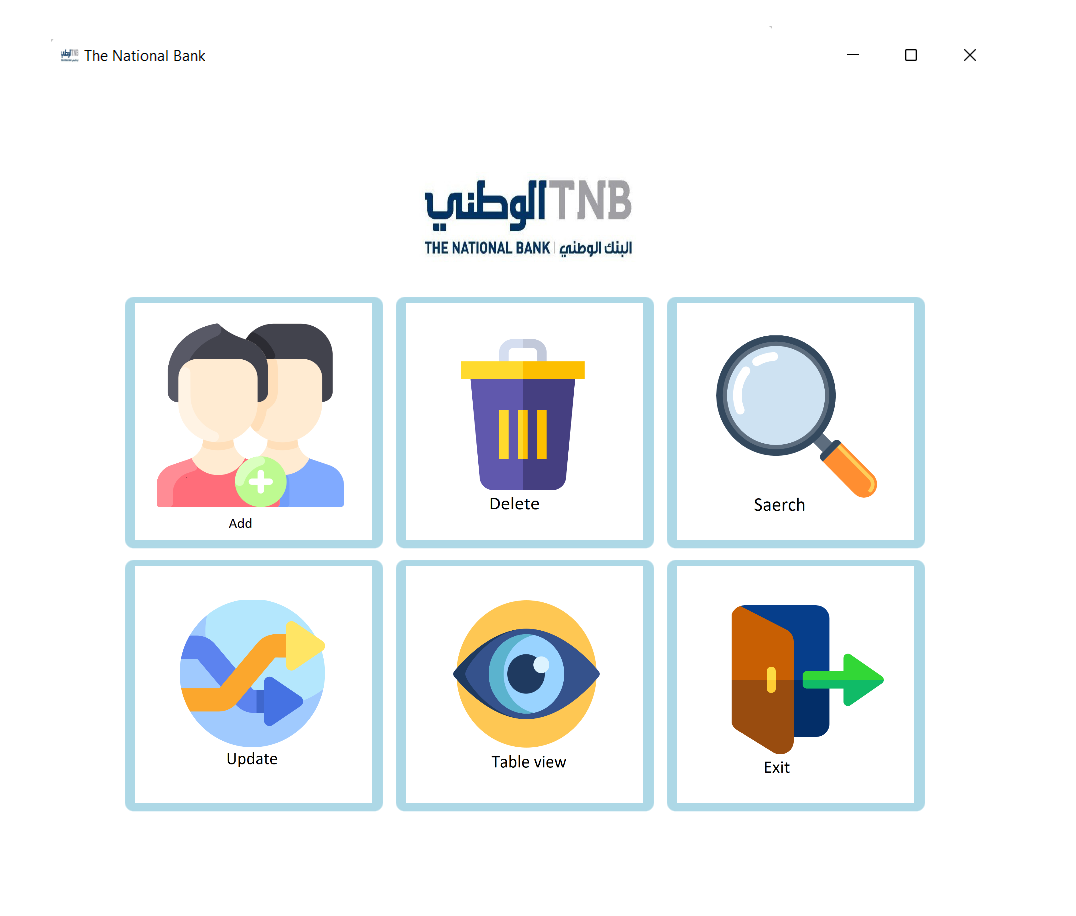 The National Bank
الوطني TNB
THE NATIONAL BANK | البنك الوطني
Add
Delete
Saerch
Update
Table view
Exit